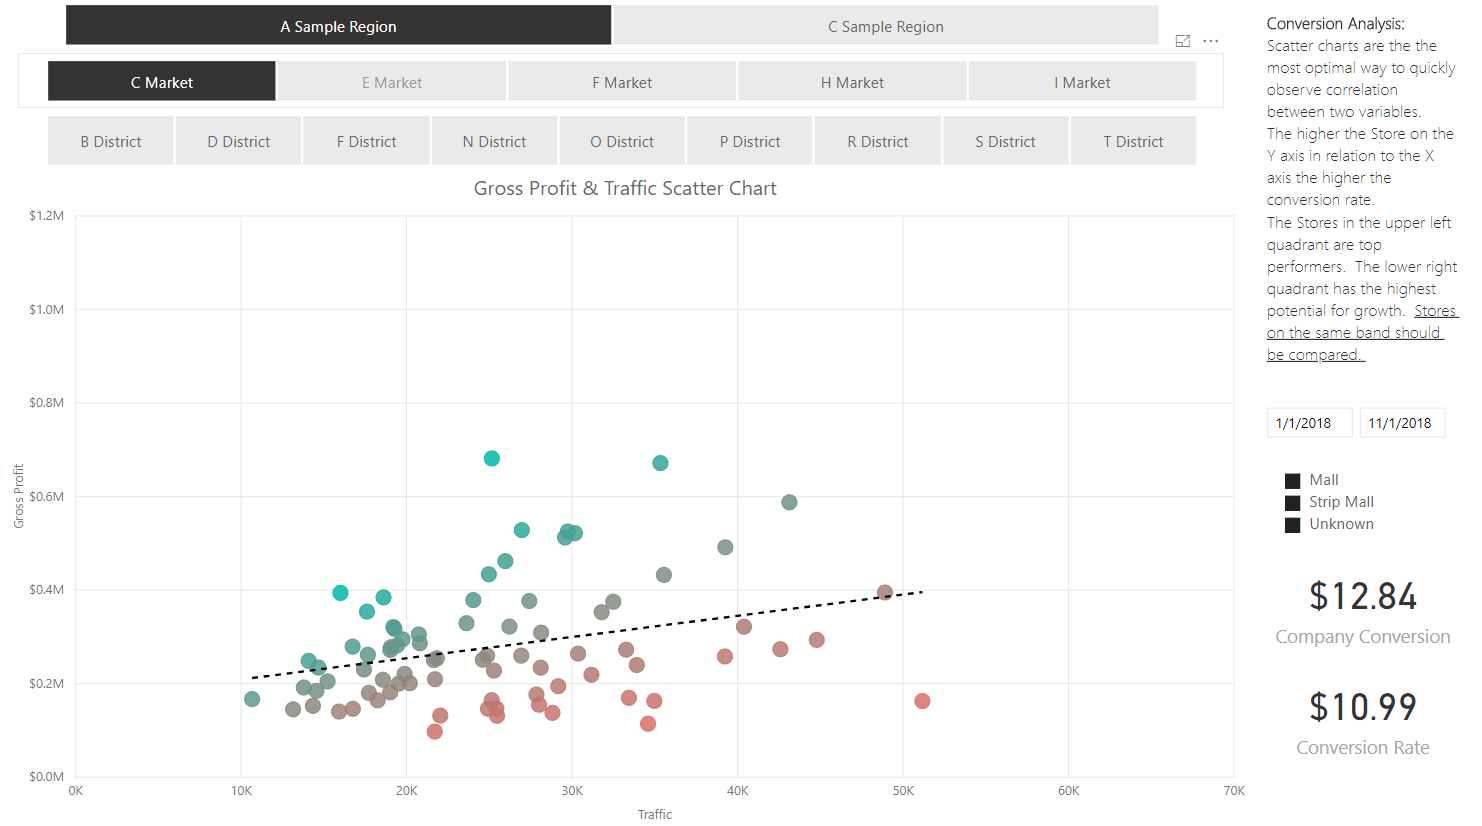 A Sample Region
C Sample Region
C Market
E Market
F Market
H Market
I Market
B District
D District
F District
N District
O District
P District
R District
S District
T District
Gross Profit & Traffic Scatter Chart
$1.2M
$1.0M
$0.8M
$0.6M
$0.4M
$0.2M
$0.0M
Gross Profit
0K
10K
20K
30K
40K
50K
60K
70K
Traffic
Conversion Analysis:
Scatter charts are the the
most optimal way to quickly
observe correlation
between two variables.
The higher the Store on the
Y axis in relation to the X
axis the higher the
conversion rate.
The Stores in the upper left
quadrant are top
performers.  The lower right
quadrant has the highest
potential for growth.  Stores
on the same band should
be compared.
1/1/2018
11/1/2018
Mall
Strip Mall
Unknown
$12.84
Company Conversion
$10.99
Conversion Rate